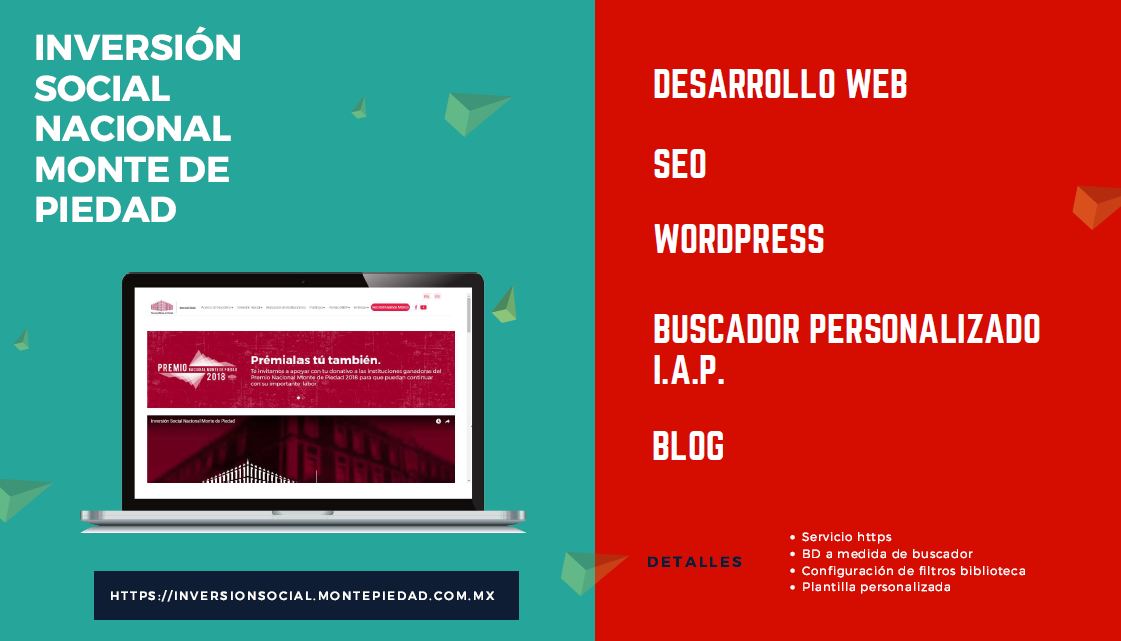 INVERSIÓN
SOCIAL
NACIONAL
MONTE DE
PIEDAD
PREMIO
NACIONAL MONTE DE PIEDAD
2018
Prémialas tú también.
Te invitamos a apoyar con tu donativo a las instituciones ganadoras del
Premio Nacional Monte de Piedad 2018 para que puedan continuar
con su importante labor.
Inversión Social Nacional Monte de Piedad
HTTPS://INVERSIONSOCIAL.MONTEPIEDAD.COM.MX
DESARROLLO WEB
SEO
WORDPRESS
BUSCADOR PERSONALIZADO
I.A.P.
BLOG
DETALLES
• Servicio https
• BD a medida de buscador
• Configuración de filtros biblioteca
• Plantilla personalizada